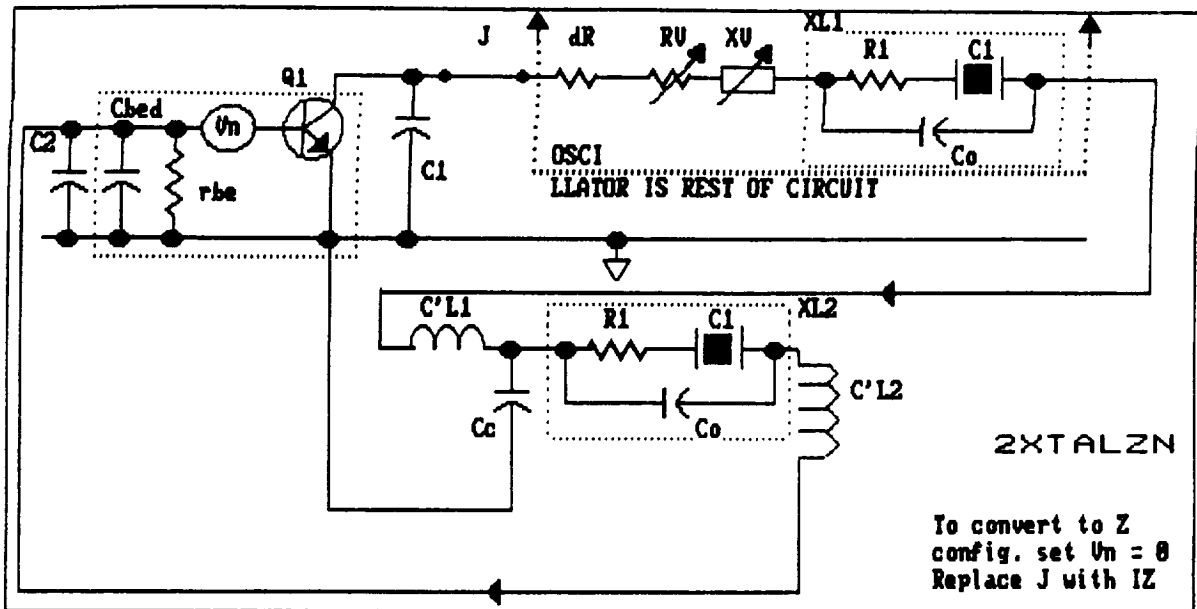 J
dR
RV
XV
XL1
R1
C1
Q1
Cbed
Vn
C2
rbe
C1
Co
OSCI
LLATOR IS REST OF CIRCUIT
C'L1
R1
C1
XL2
C'L2
Cc
Co
2XTALZN
To convert to Z
config. set Vn = 0
Replace J with IZ